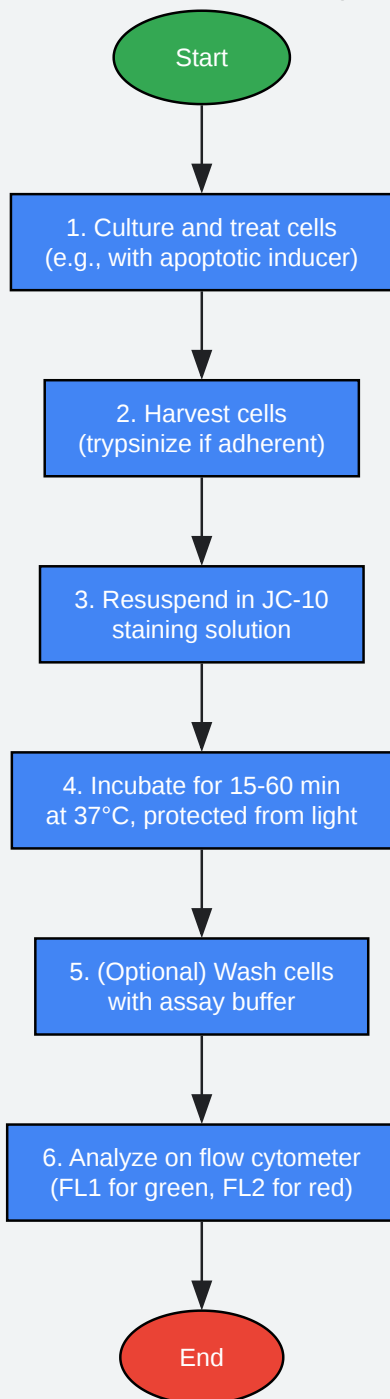 Start
1. Culture and treat cells
(e.g., with apoptotic inducer)
2. Harvest cells
(trypsinize if adherent)
3. Resuspend in JC-10
staining solution
4. Incubate for 15-60 min
at 37°C, protected from light
5. (Optional) Wash cells
with assay buffer
6. Analyze on flow cytometer
(FL1 for green, FL2 for red)
End